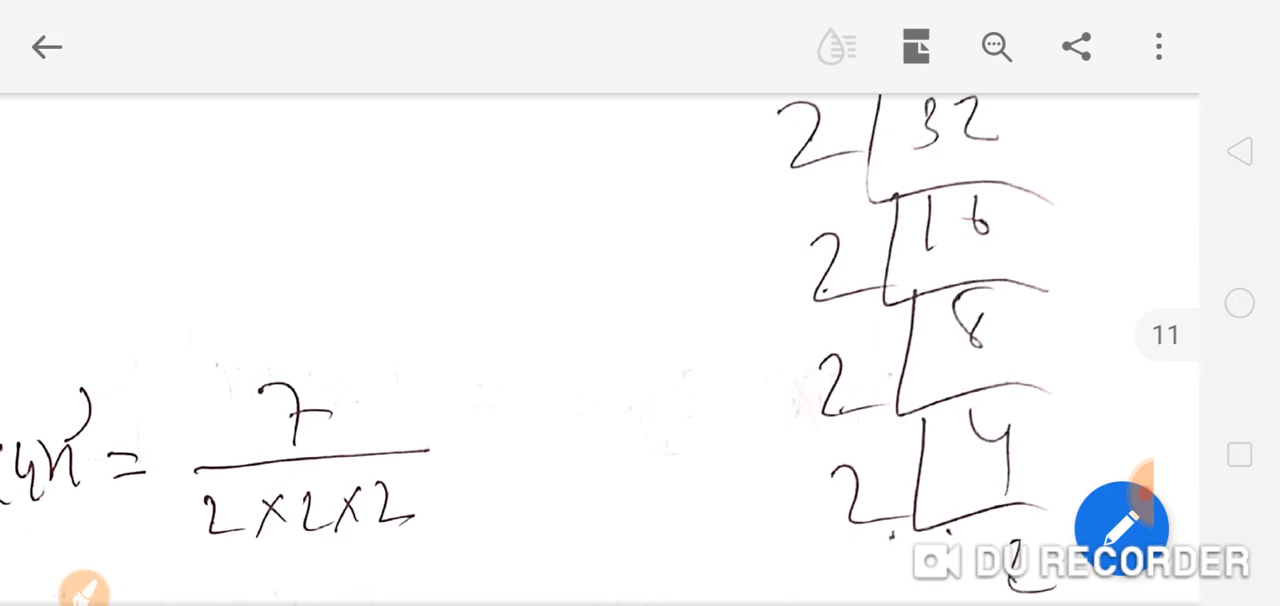 2 | 32
2 | 16
2 | 8
2 | 4
2
11
= 7
2 × 2 × 2
DU RECORDER